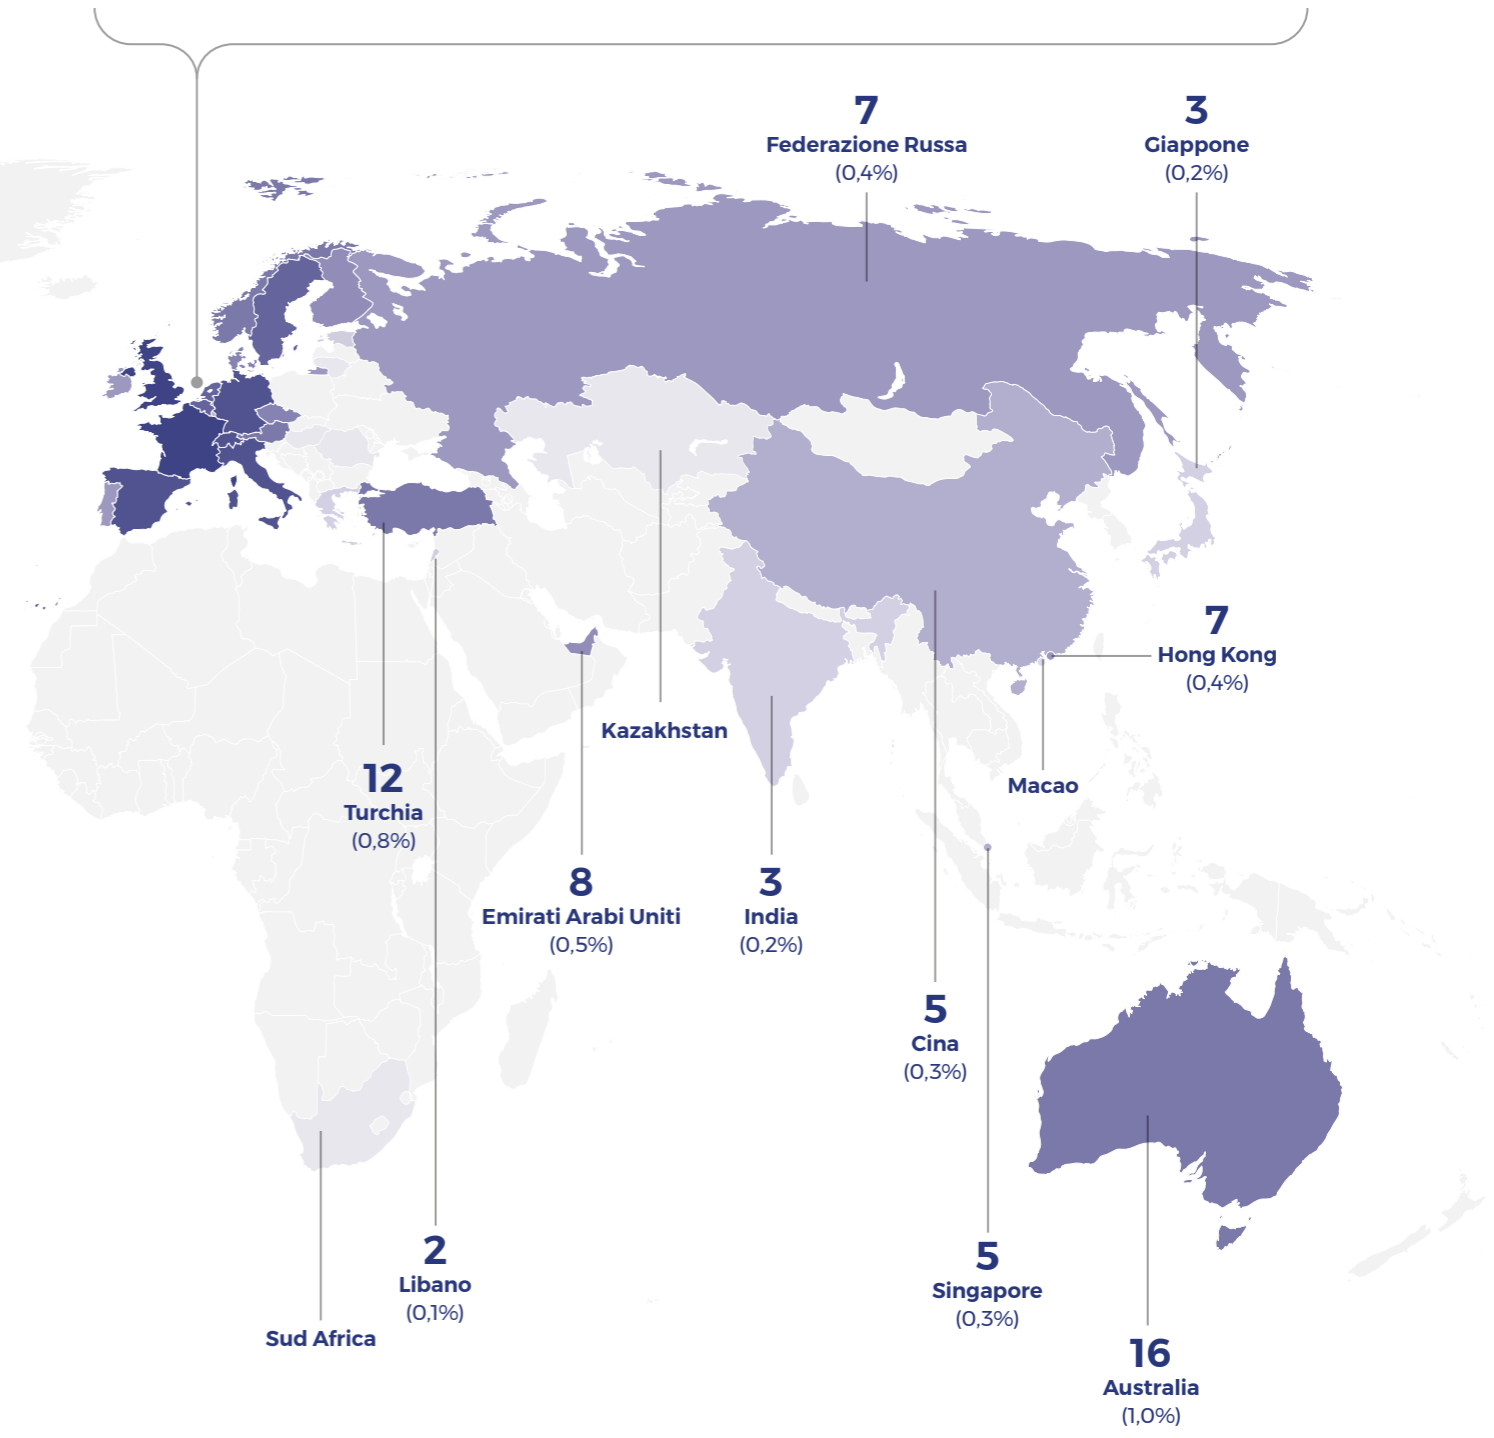 7
Federazione Russa
(0,4%)
3
Giappone
(0,2%)
7
Hong Kong
(0,4%)
Kazakhstan
Macao
12
Turchia
(0,8%)
8
Emirati Arabi Uniti
(0,5%)
3
India
(0,2%)
5
Cina
(0,3%)
2
Libano
(0,1%)
Sud Africa
5
Singapore
(0,3%)
16
Australia
(1,0%)